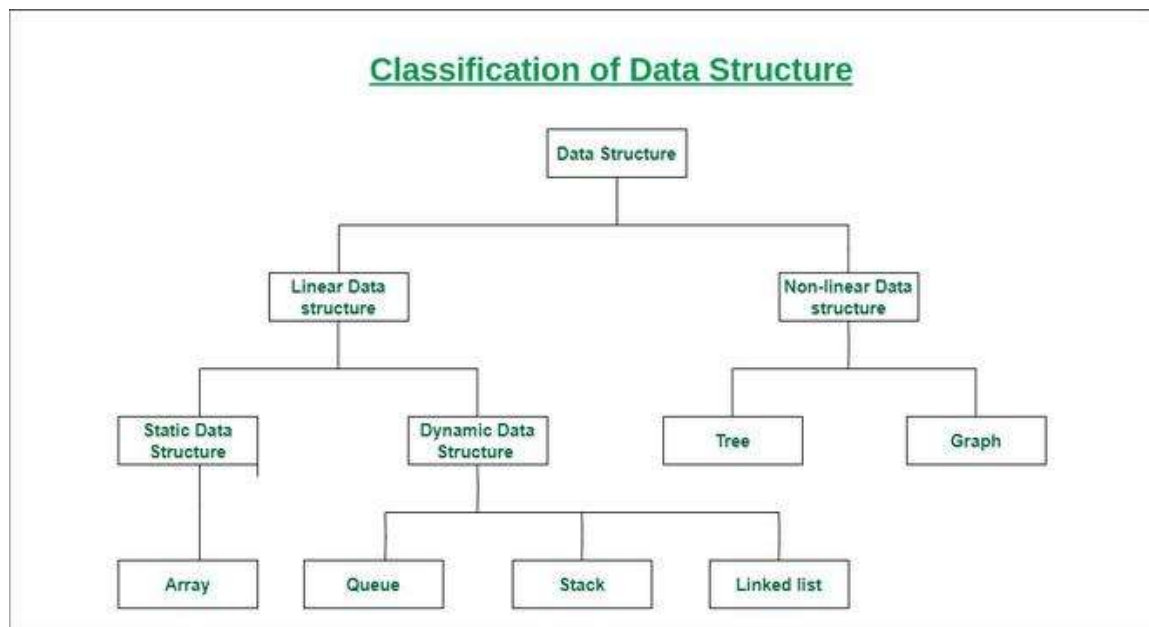 Classification of Data Structure
Data Structure
Linear Data
structure
Non-linear Data
structure
Static Data
Structure
Dynamic Data
Structure
Tree
Graph
Array
Queue
Stack
Linked list